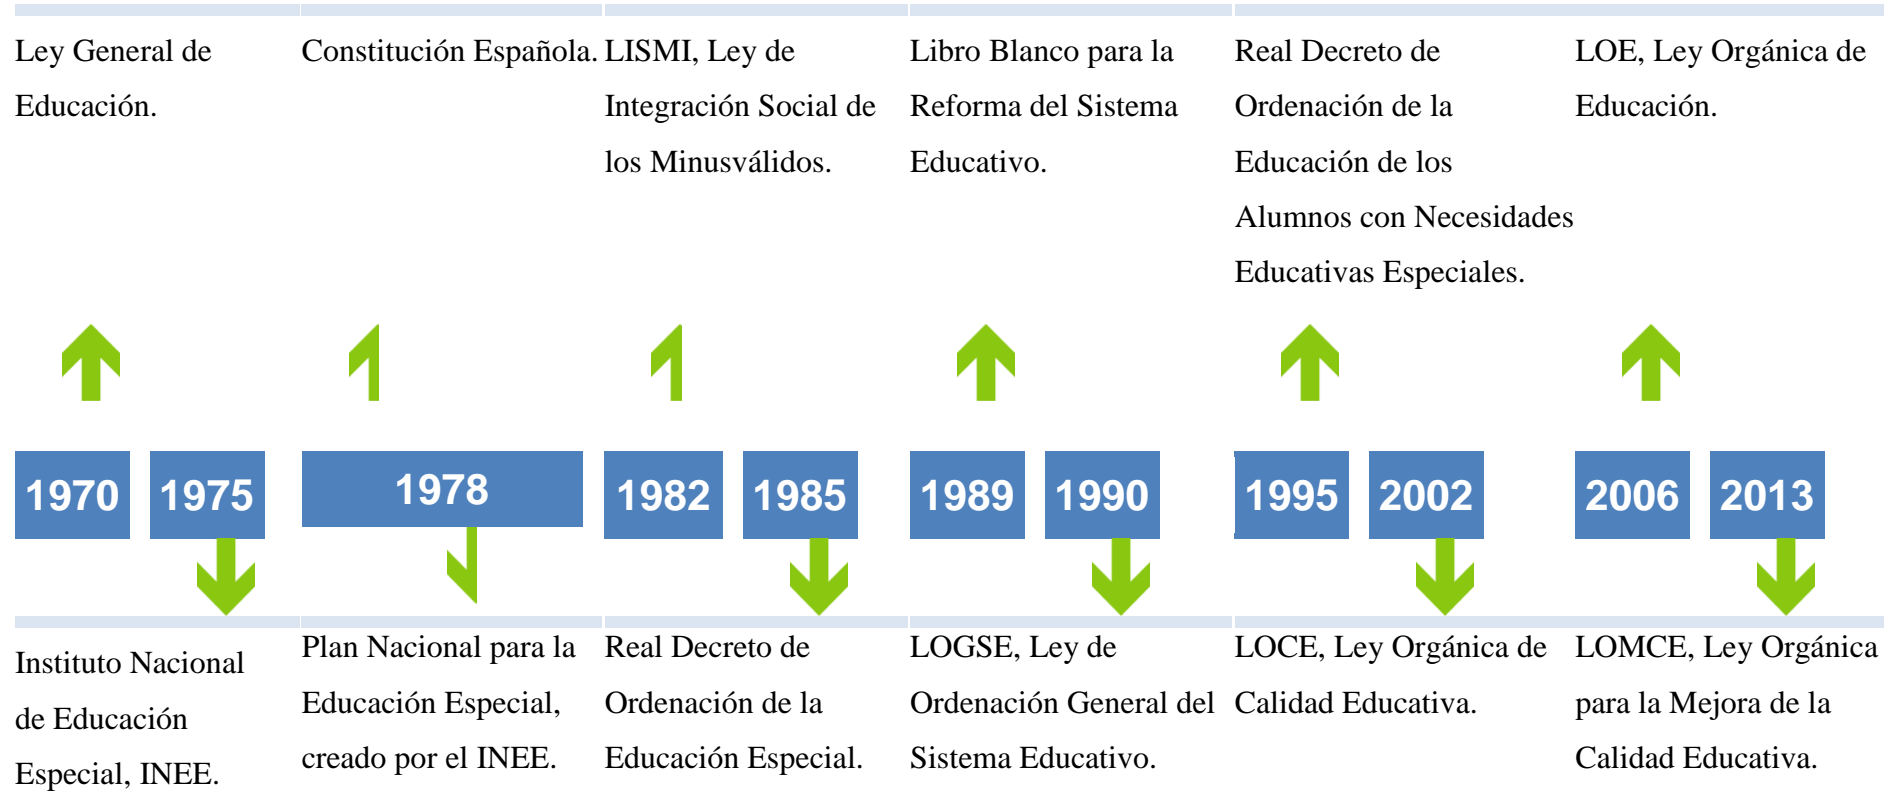 Ley General de
Educación.
Constitución Española.
LISMI, Ley de
Integración Social de
los Minusválidos.
Libro Blanco para la
Reforma del Sistema
Educativo.
Real Decreto de
Ordenación de la
Educación de los
Alumnos con Necesidades
Educativas Especiales.
LOE, Ley Orgánica de
Educación.
1970
1975
1978
1982
1985
1989
1990
1995
2002
2006
2013
Instituto Nacional
de Educación
Especial, INEE.
Plan Nacional para la
Educación Especial,
creado por el INEE.
Real Decreto de
Ordenación de la
Educación Especial.
LOGSE, Ley de
Ordenación General del
Sistema Educativo.
LOCE, Ley Orgánica de
Calidad Educativa.
LOMCE, Ley Orgánica
para la Mejora de la
Calidad Educativa.